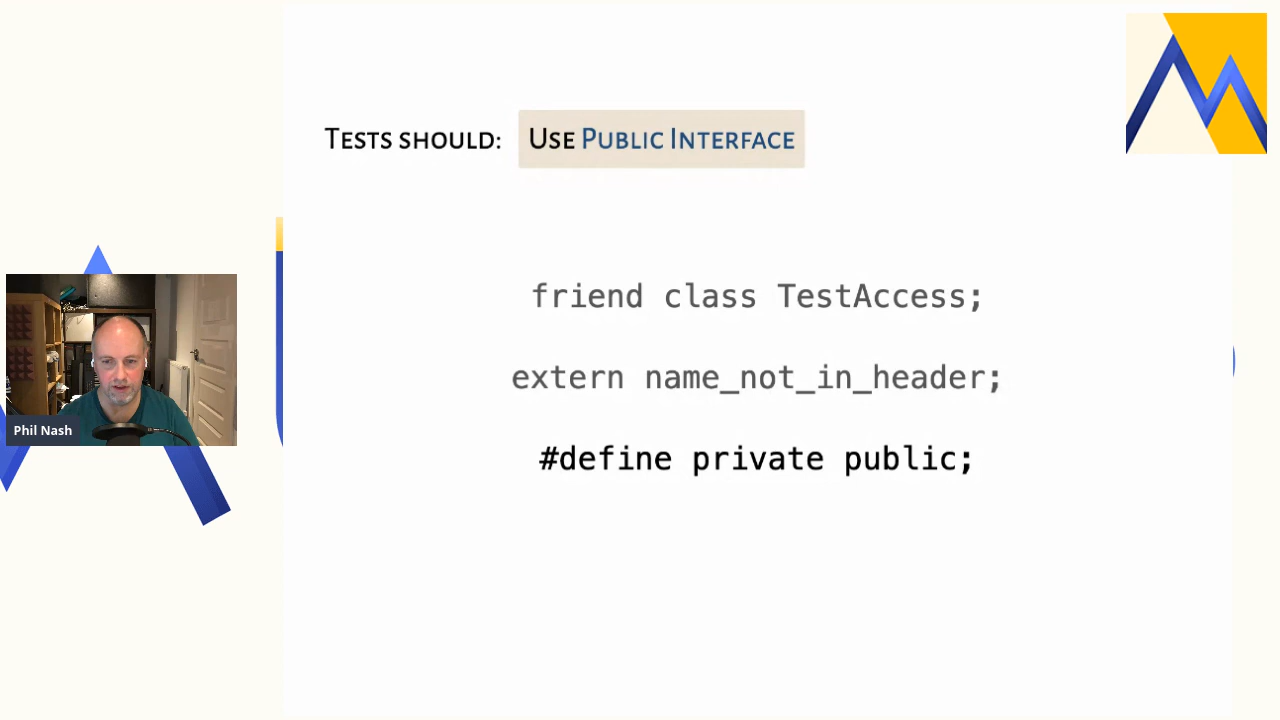 Tests should: Use Public Interface
friend class TestAccess;
extern name_not_in_header;
#define private public;
Phil Nash